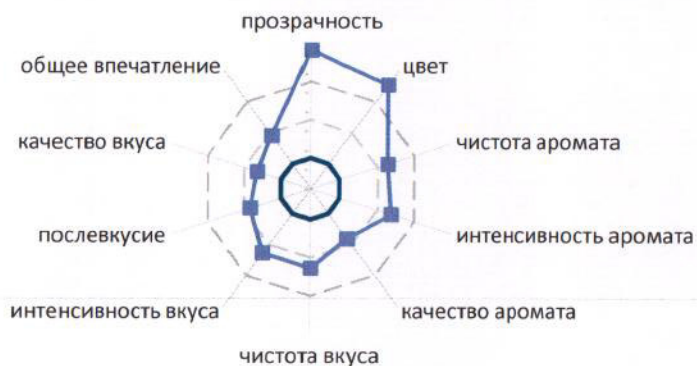 прозрачность
общее впечатление
цвет
качество вкуса
чистота аромата
послевкусие
интенсивность аромата
интенсивность вкуса
качество аромата
чистота вкуса